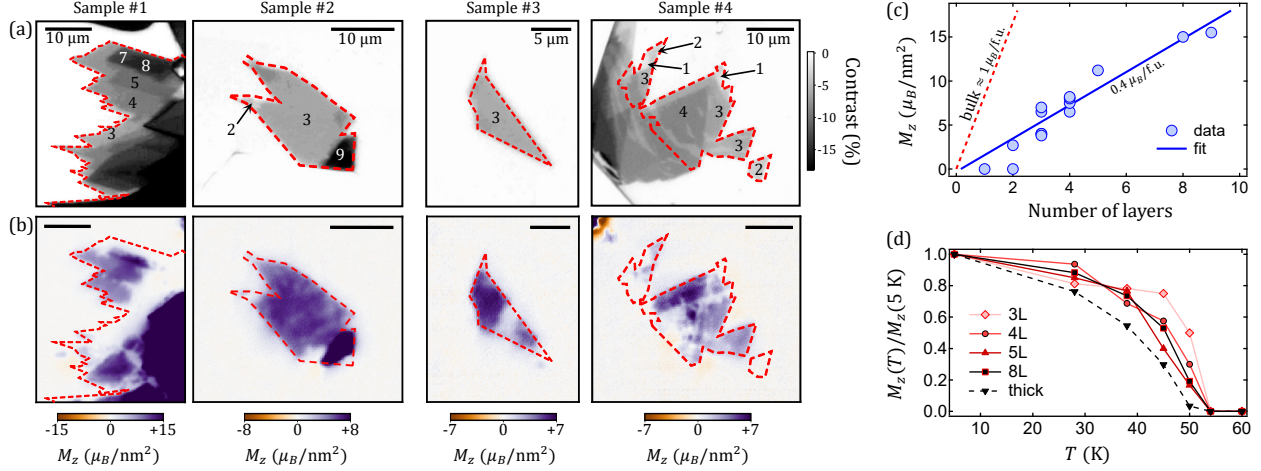 Sample #1
Sample #2
Sample #3
Sample #4
(a)
10 μm
7
8
5
4
3
10 μm
2
3
9
5 μm
3
10 μm
2
1
3
1
4
3
3
2
0
-5
-10
-15
Contrast (%)
(b)
-15 0 +15
M_z (μ_B/nm²)
-8 0 +8
M_z (μ_B/nm²)
-7 0 +7
M_z (μ_B/nm²)
-7 0 +7
M_z (μ_B/nm²)
(c)
M_z (μ_B/nm²)
15
10
5
0
bulk ≈ 1 μ_B/f.u.
0.4 μ_B/f.u.
data
fit
0 2 4 6 8 10
Number of layers
(d)
M_z(T)/M_z(5 K)
1.0
0.8
0.6
0.4
0.2
0.0
3L
4L
5L
8L
thick
10 20 30 40 50 60
T (K)